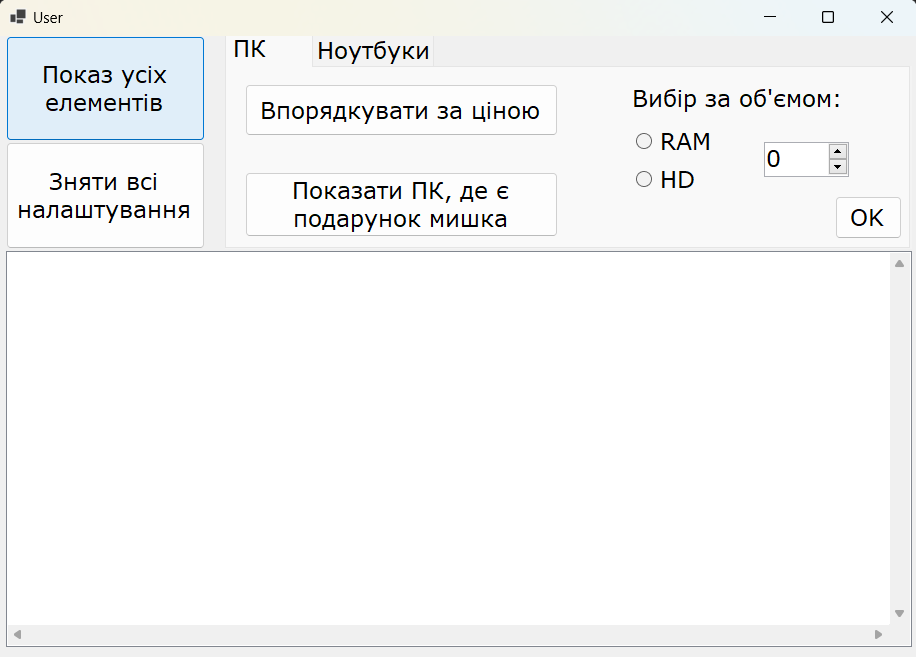 User
Показ усіх
елементів
Зняти всі
налаштування
ПК
Ноутбуки
Впорядкувати за ціною
Показати ПК, де є
подарунок мишка
Вибір за об'ємом:
RAM
HD
0
OK